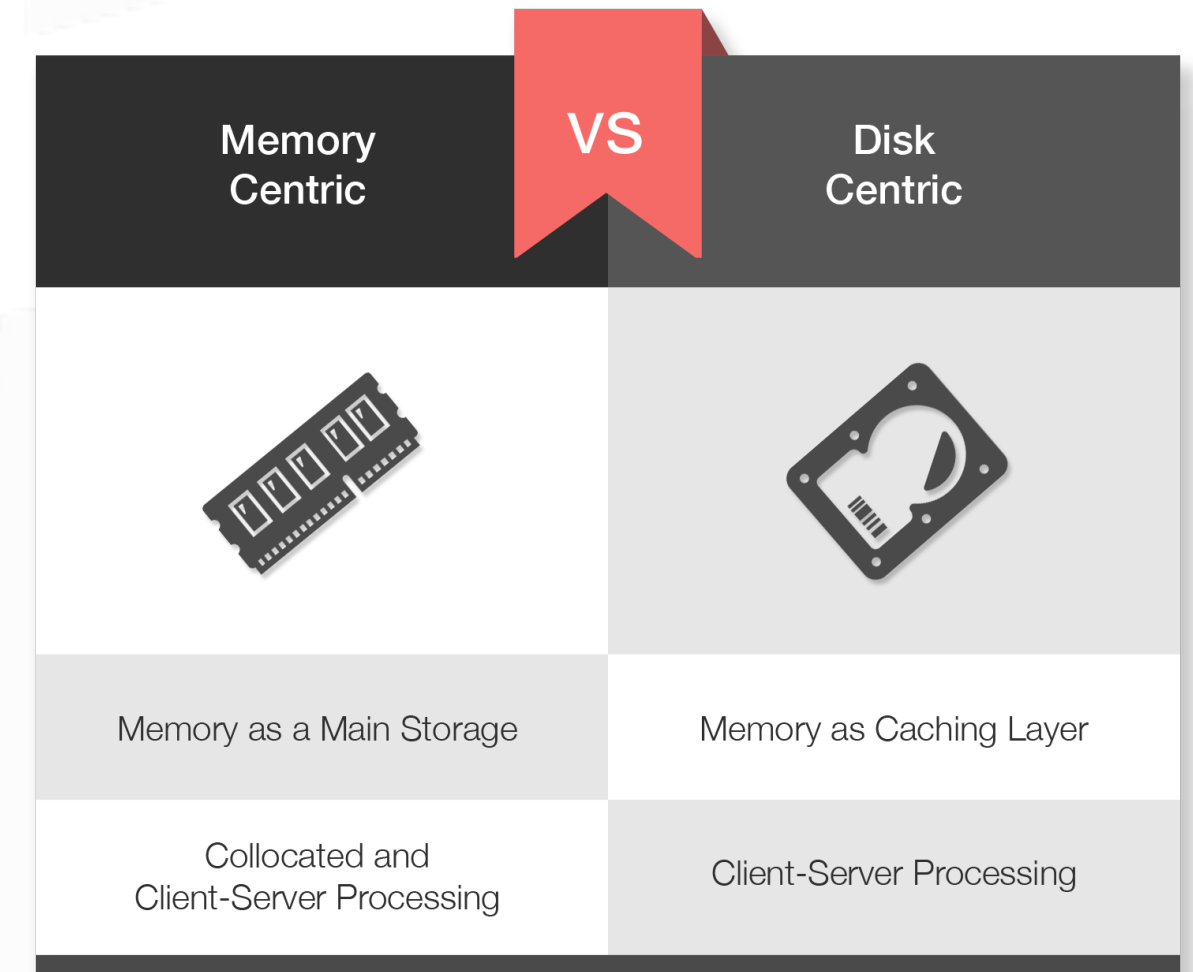 Memory
Centric
VS
Disk
Centric
Memory as a Main Storage
Memory as Caching Layer
Collocated and
Client-Server Processing
Client-Server Processing